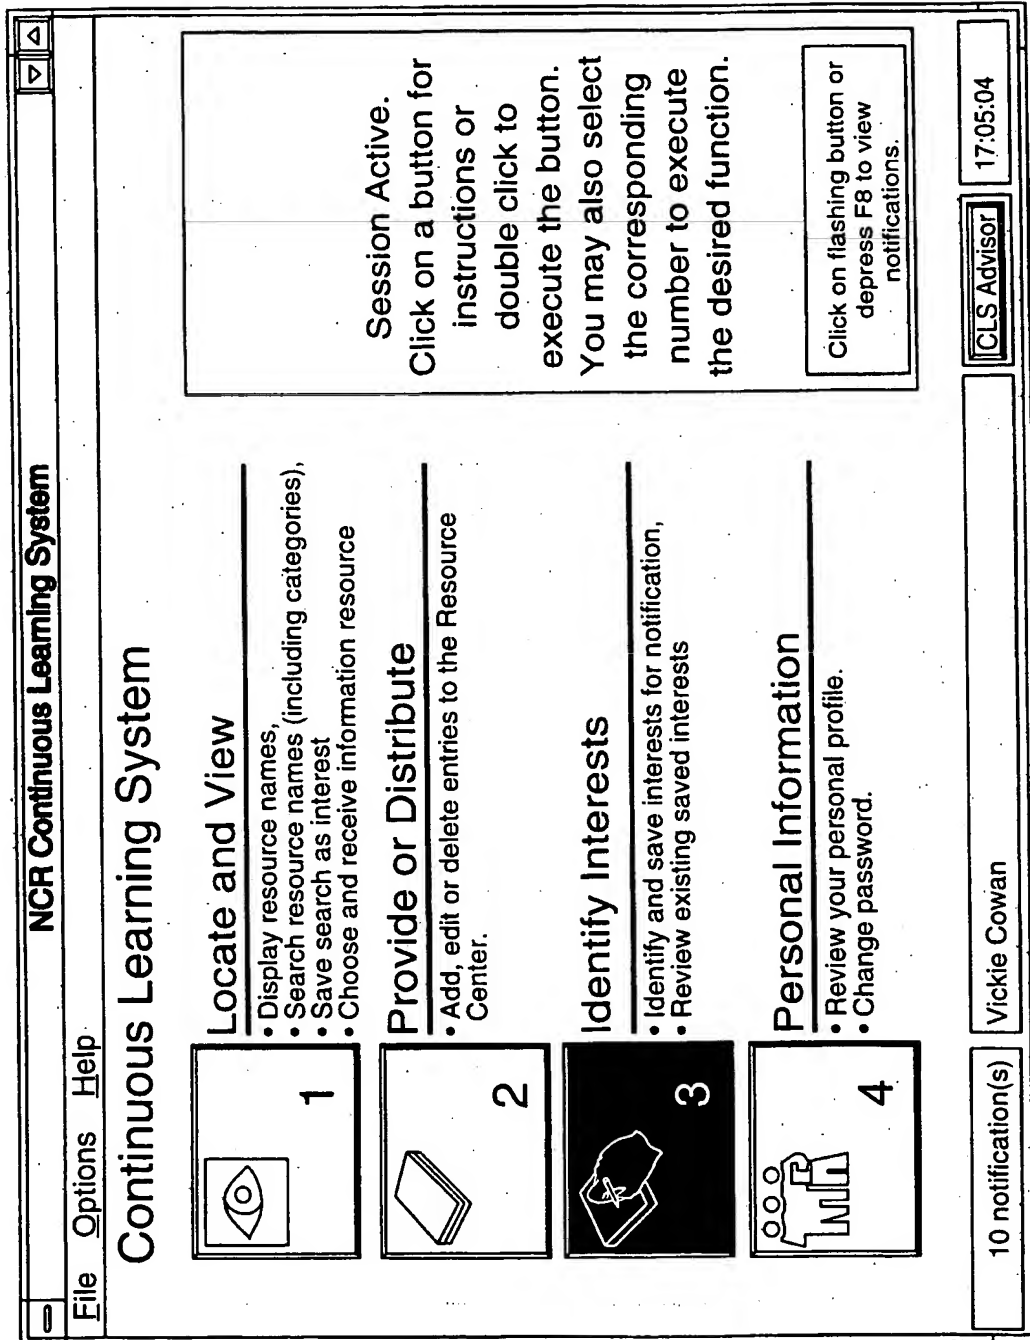 NCR Continuous Learning System
File Options Help
Continuous Learning System
1
Locate and View
• Display resource names,
• Search resource names (including categories),
• Save search as interest
• Choose and receive information resource
2
Provide or Distribute
• Add, edit or delete entries to the Resource
Center.
3
Identify Interests
• Identify and save interests for notification,
• Review existing saved interests
4
Personal Information
• Review your personal profile.
• Change password.
Session Active.
Click on a button for
instructions or
double click to
execute the button.
You may also select
the corresponding
number to execute
the desired function.
Click on flashing button or
depress F8 to view
notifications.
10 notification(s)
Vickie Cowan
CLS Advisor
17:05:04